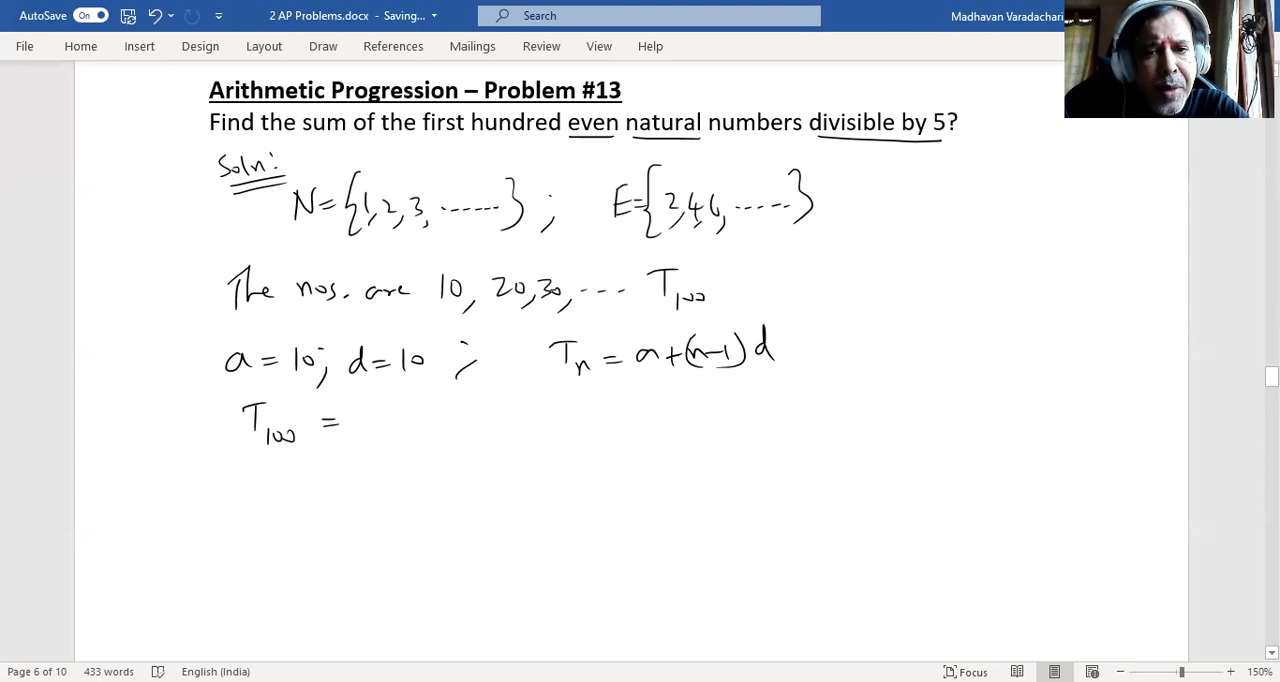 AutoSave On 2 AP Problems.docx - Saving... Search Madhavan Varadachari
File Home Insert Design Layout Draw References Mailings Review View Help
Arithmetic Progression – Problem #13
Find the sum of the first hundred even natural numbers divisible by 5?
Soln:
N={1,2,3,......}; E={2,4,6,......}
The nos. are 10, 20,30,... T100
a=10; d=10; Tn = a+(n-1)d
T100 =
Page 6 of 10 433 words English (India) Focus 150%